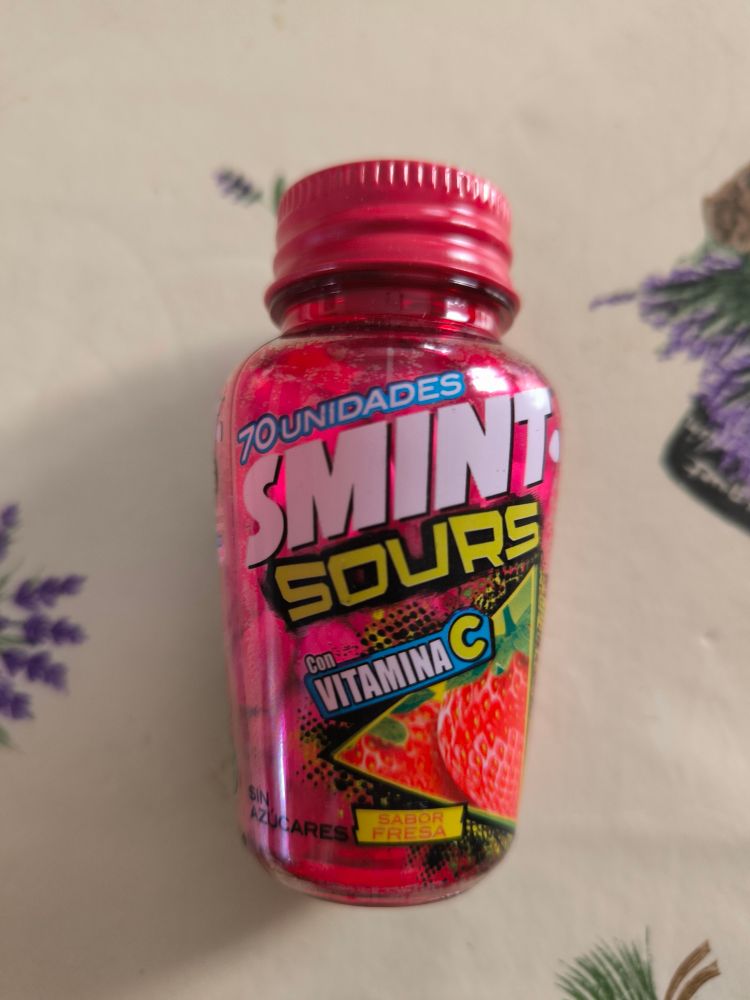 70 UNIDADES
SMINT
SOURS
Con
VITAMINA C
SIN
AZÚCARES
SABOR
FRESA